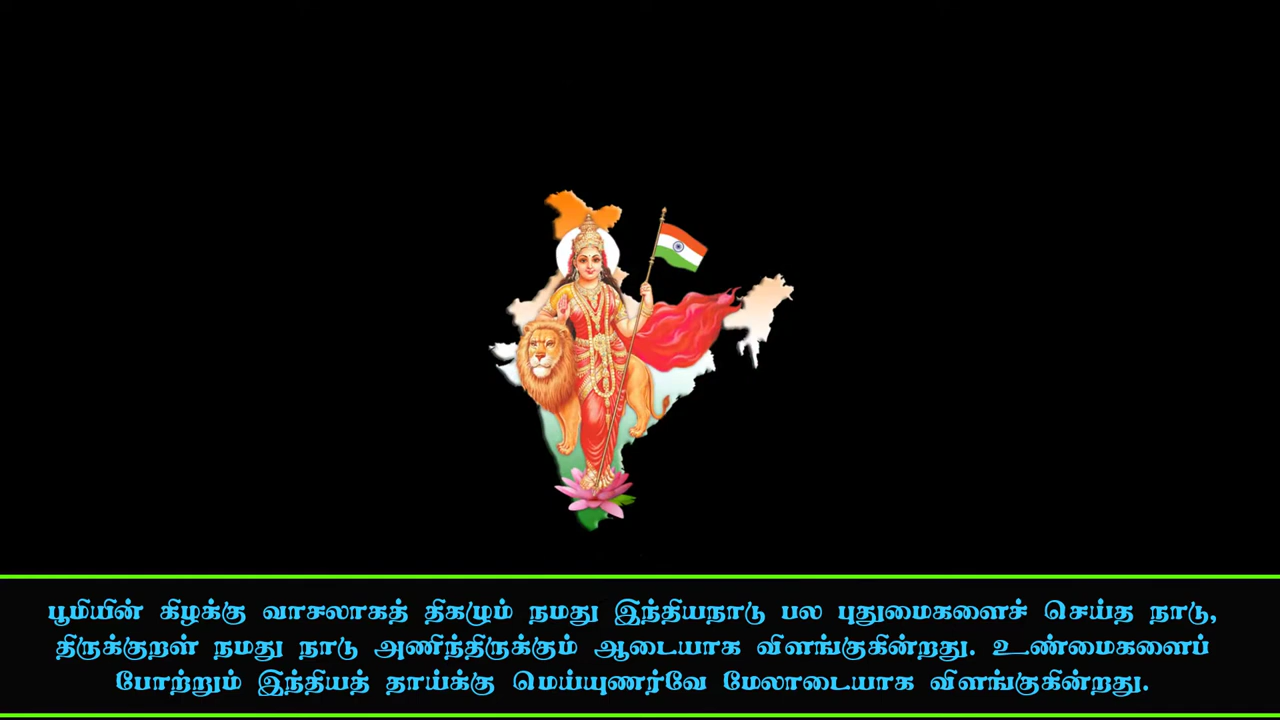 பூமியின் கிழக்கு வாசலாகத் திகழும் நமது இந்தியநாடு பல புதுமைகளைச் செய்த நாடு,
திருக்குறள் நமது நாடு அணிந்திருக்கும் ஆடையாக விளங்குகின்றது. உண்மைகளைப்
போற்றும் இந்தியத் தாய்க்கு மெய்யுணர்வே மேலாடையாக விளங்குகின்றது.